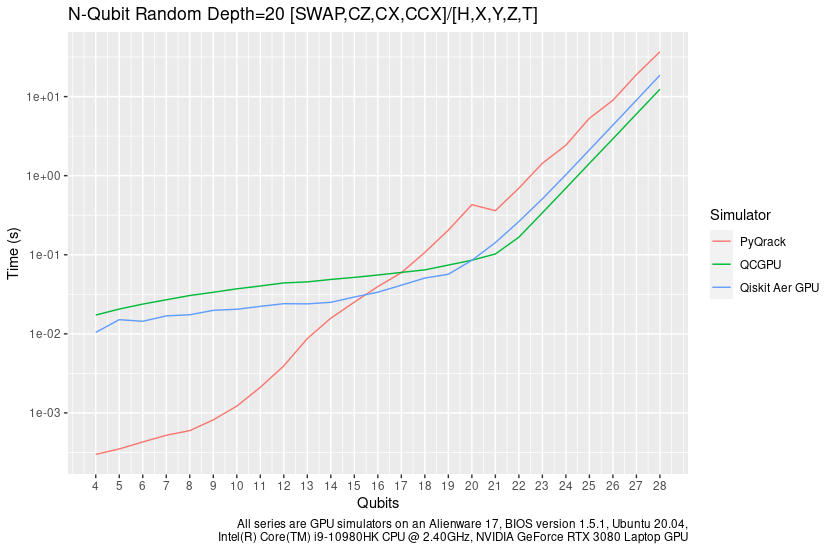 N-Qubit Random Depth=20 [SWAP,CZ,CX,CCX]/[H,X,Y,Z,T]
1e+01
1e+00
1e-01
1e-02
1e-03
Time (s)
4 5 6 7 8 9 10 11 12 13 14 15 16 17 18 19 20 21 22 23 24 25 26 27 28
Qubits
Simulator
PyQrack
QCGPU
Qiskit Aer GPU
All series are GPU simulators on an Alienware 17, BIOS version 1.5.1, Ubuntu 20.04,
Intel(R) Core(TM) i9-10980HK CPU @ 2.40GHz, NVIDIA GeForce RTX 3080 Laptop GPU